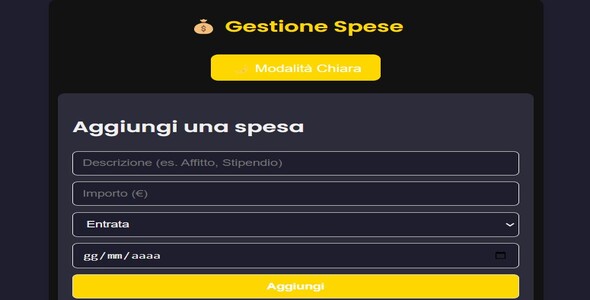 Gestione Spese
Modalità Chiara
Aggiungi una spesa
Descrizione (es. Affitto, Stipendio)
Importo (€)
Entrata
gg/mm/aaaa
Aggiungi